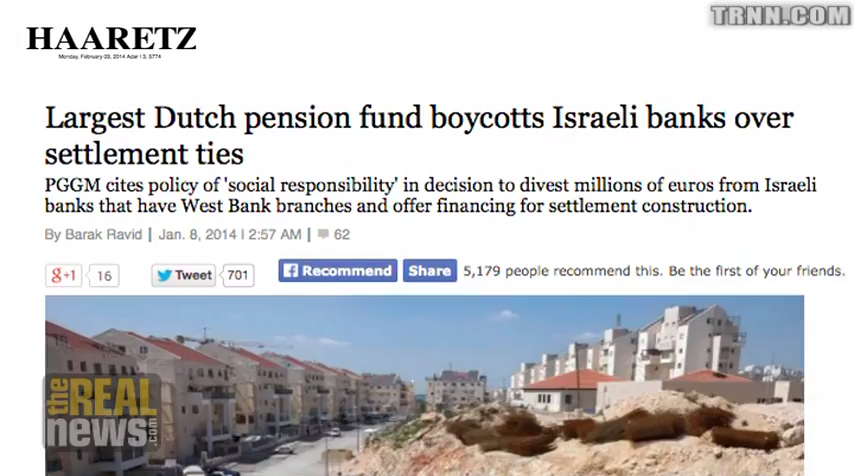 TRNN.COM
HAARETZ
Monday, February 03, 2014 Adar I 3, 5774
Largest Dutch pension fund boycotts Israeli banks over
settlement ties
PGGM cites policy of 'social responsibility' in decision to divest millions of euros from Israeli
banks that have West Bank branches and offer financing for settlement construction.
By Barak Ravid | Jan. 8, 2014 | 2:57 AM | 62
g+1 16 Tweet 701 Recommend Share 5,179 people recommend this. Be the first of your friends.
the REAL
news.com